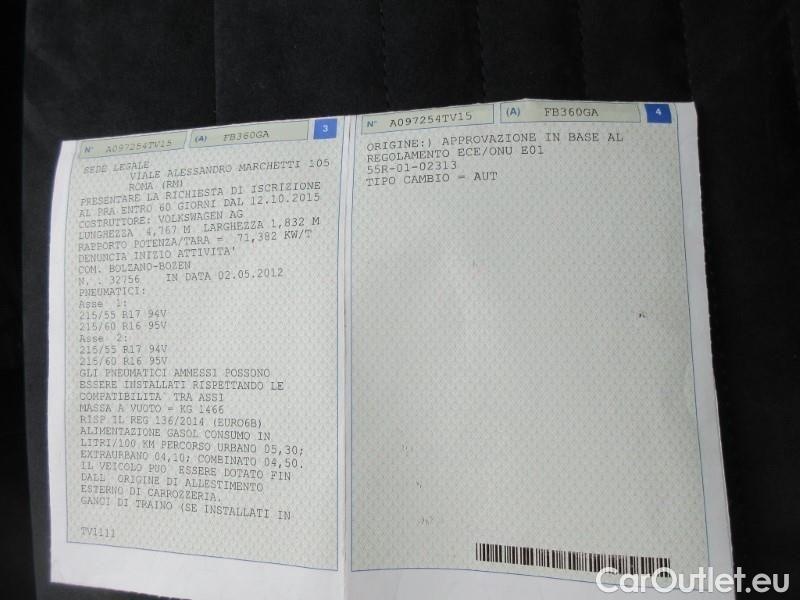 N° A097254TV15 (A) FB360GA 3
SEDE LEGALE
VIALE ALESSANDRO MARCHETTI 105
ROMA (RM)
PRESENTARE LA RICHIESTA DI ISCRIZIONE
AL PRA ENTRO 60 GIORNI DAL 12.10.2015
COSTRUTTORE: VOLKSWAGEN AG
LUNGHEZZA 4,767 M LARGHEZZA 1,832 M
RAPPORTO POTENZA/TARA = 71,382 KW/T
DENUNCIA INIZIO ATTIVITA'
COM. BOLZANO-BOZEN
N. : 32756 IN DATA 02.05.2012
PNEUMATICI:
Asse 1:
215/55 R17 94V
215/60 R16 95V
Asse 2:
215/55 R17 94V
215/60 R16 95V
GLI PNEUMATICI AMMESSI POSSONO
ESSERE INSTALLATI RISPETTANDO LE
COMPATIBILITA` TRA ASSI
MASSA A VUOTO = KG 1466
RISP IL REG 136/2014 (EURO6B)
ALIMENTAZIONE GASOL CONSUMO IN
LITRI/100 KM PERCORSO URBANO 05,30;
EXTRAURBANO 04,10; COMBINATO 04,50.
IL VEICOLO PUO` ESSERE DOTATO FIN
DALL` ORIGINE DI ALLESTIMENTO
ESTERNO DI CARROZZERIA.
GANCI DI TRAINO (SE INSTALLATI IN
TV1111
N° A097254TV15 (A) FB360GA 4
ORIGINE:) APPROVAZIONE IN BASE AL
REGOLAMENTO ECE/ONU E01
55R-01-02313
TIPO CAMBIO = AUT
CarOutlet.eu